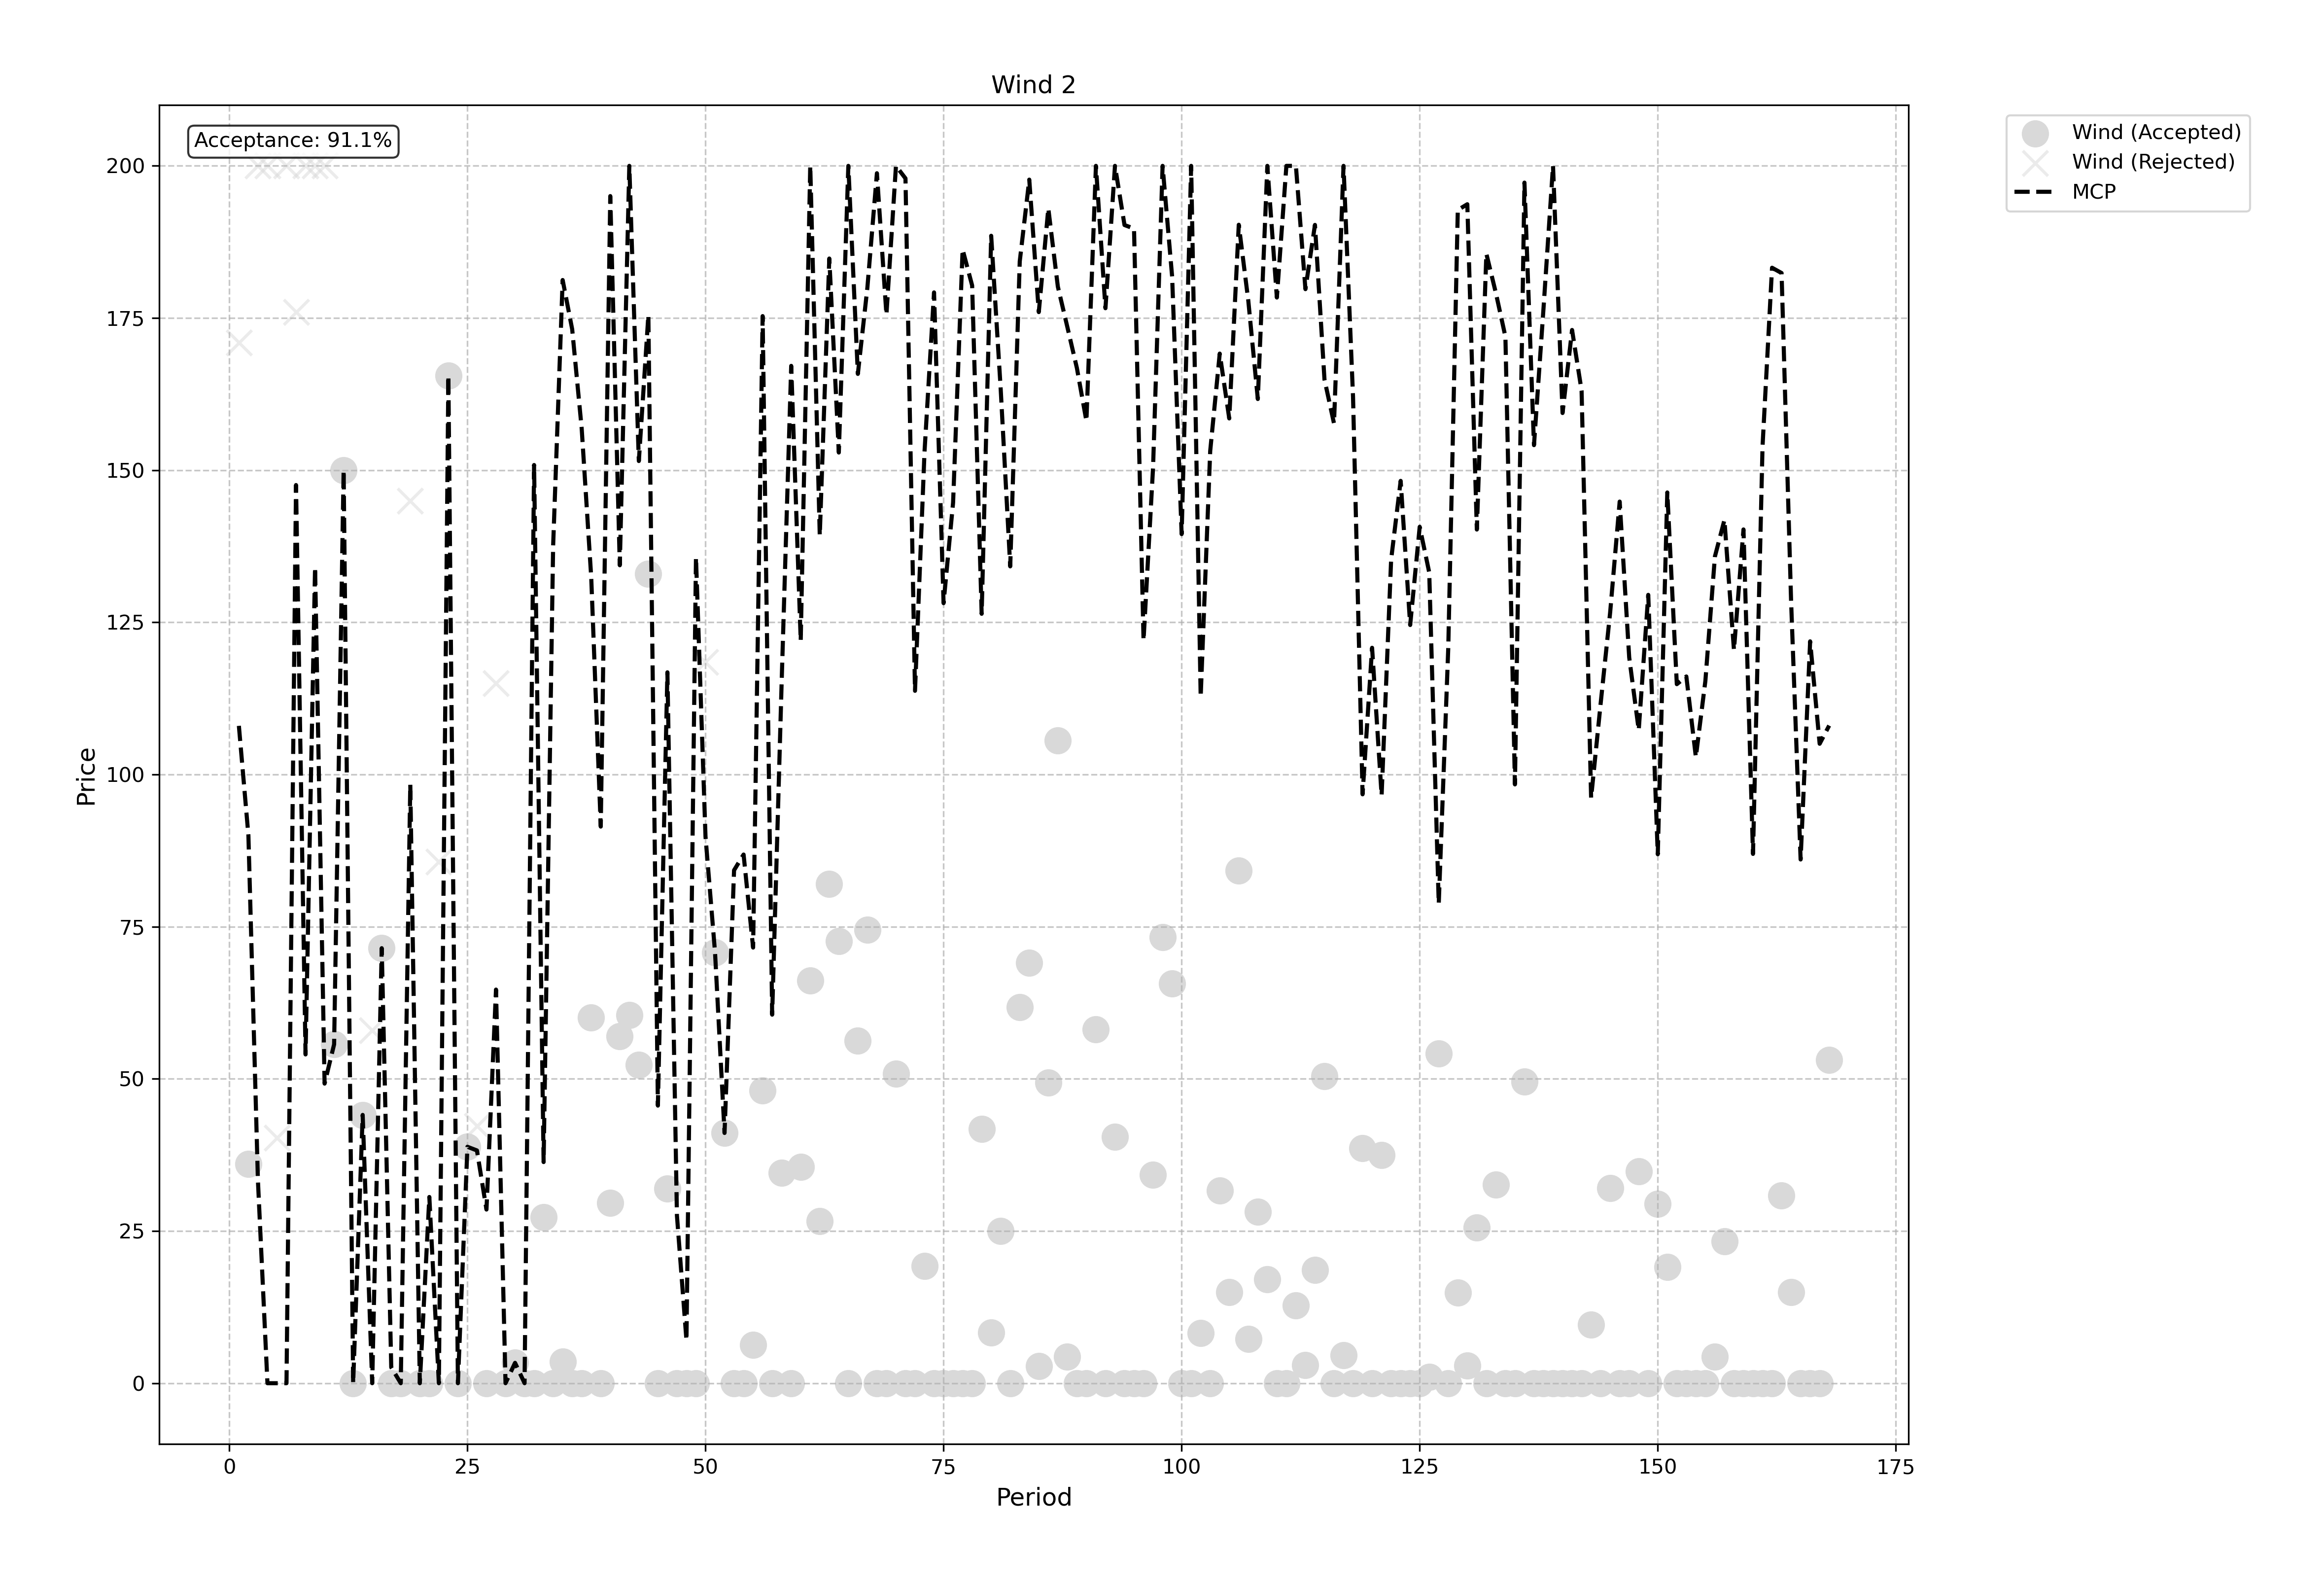 Wind 2
Acceptance: 91.1%
Wind (Accepted)
Wind (Rejected)
MCP
200
175
150
125
100
75
50
25
0
Price
0 25 50 75 100 125 150 175
Period